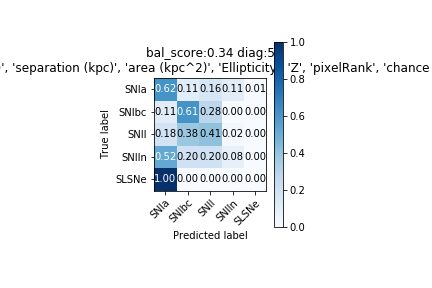 bal_score:0.34 diag:5
', 'separation (kpc)', 'area (kpc^2)', 'Ellipticity Z', 'pixelRank', 'chance
SNIa 0.62 0.11 0.16 0.11 0.01
SNIbc 0.11 0.61 0.28 0.00 0.00
SNII 0.18 0.38 0.41 0.02 0.00
SNIIn 0.52 0.20 0.20 0.08 0.00
SLSNe 1.00 0.00 0.00 0.00 0.00
True label
SNIa SNIbc SNII SNIIn SLSNe
Predicted label
1.0
0.8
0.6
0.4
0.2
0.0